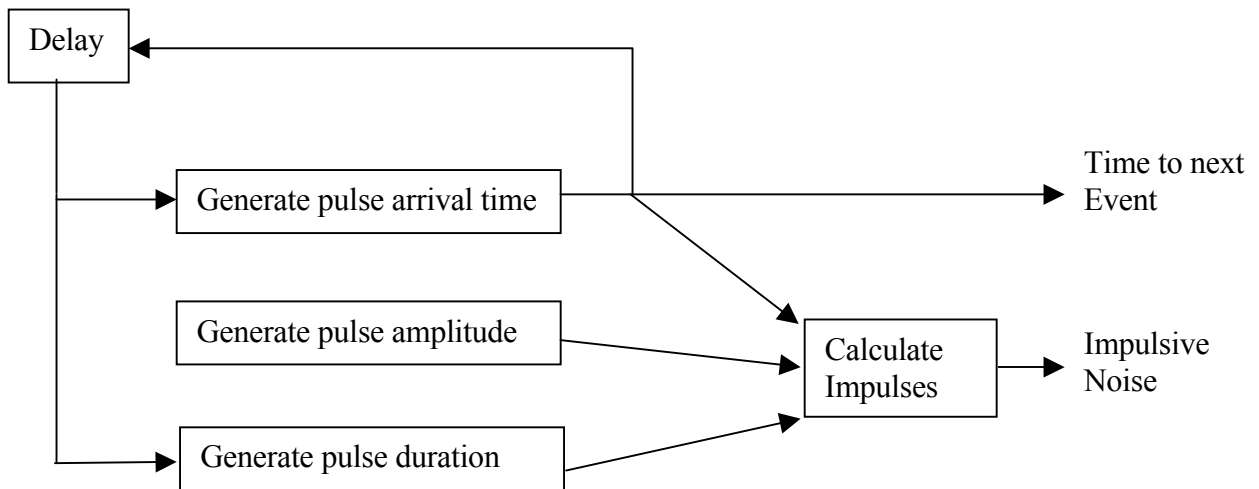 Delay
Generate pulse arrival time
Time to next
Event
Generate pulse amplitude
Calculate
Impulses
Impulsive
Noise
Generate pulse duration